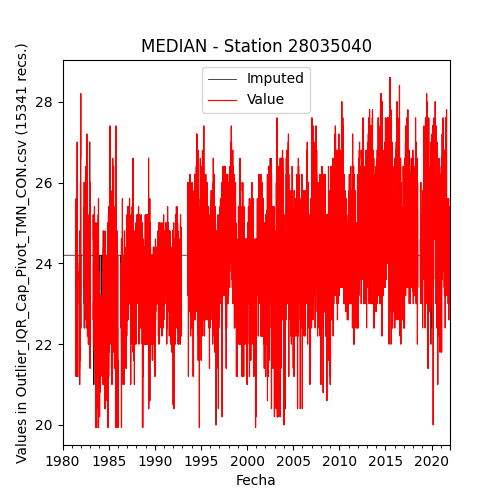 MEDIAN - Station 28035040
Imputed
Value
Values in Outlier_IQR_Cap_Pivot_TMN_CON.csv (15341 recs.)
28
26
24
22
20
1980 1985 1990 1995 2000 2005 2010 2015 2020
Fecha